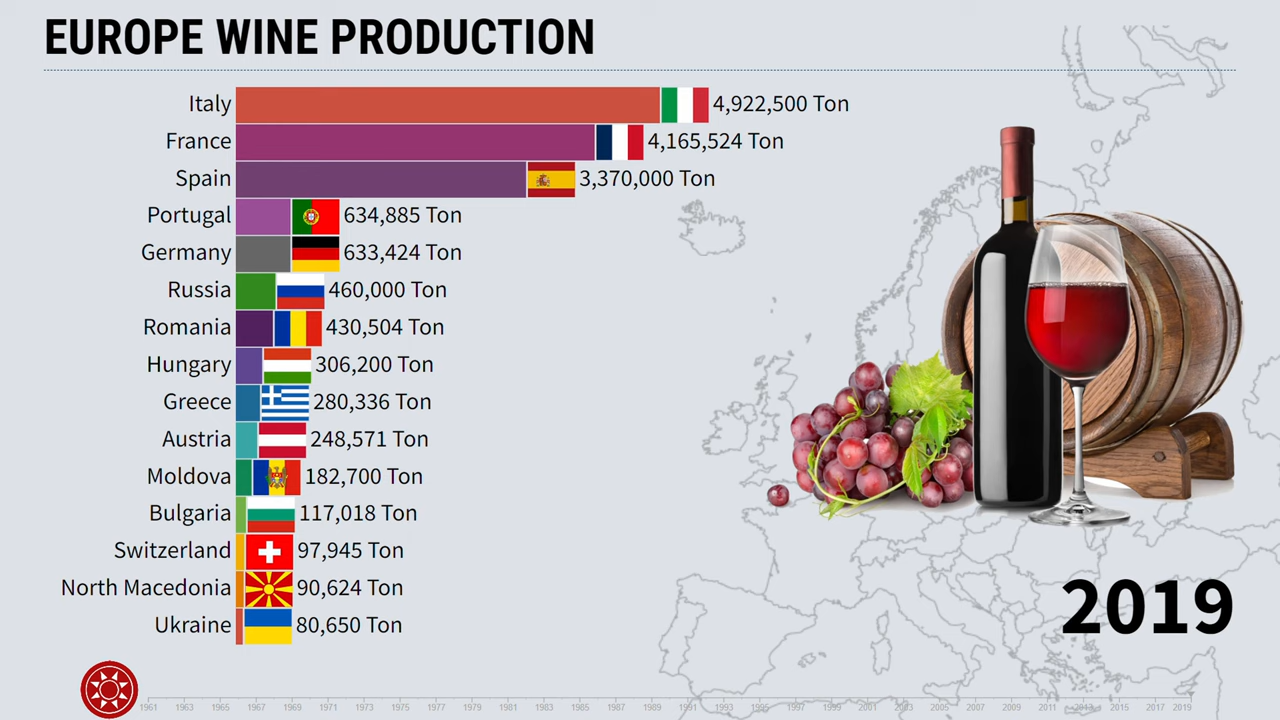 EUROPE WINE PRODUCTION
Italy 4,922,500 Ton
France 4,165,524 Ton
Spain 3,370,000 Ton
Portugal 634,885 Ton
Germany 633,424 Ton
Russia 460,000 Ton
Romania 430,504 Ton
Hungary 306,200 Ton
Greece 280,336 Ton
Austria 248,571 Ton
Moldova 182,700 Ton
Bulgaria 117,018 Ton
Switzerland 97,945 Ton
North Macedonia 90,624 Ton
Ukraine 80,650 Ton
2019
1961 1963 1965 1967 1969 1971 1973 1975 1977 1979 1981 1983 1985 1987 1989 1991 1993 1995 1997 1999 2001 2003 2005 2007 2009 2011 2013 2015 2017 2019